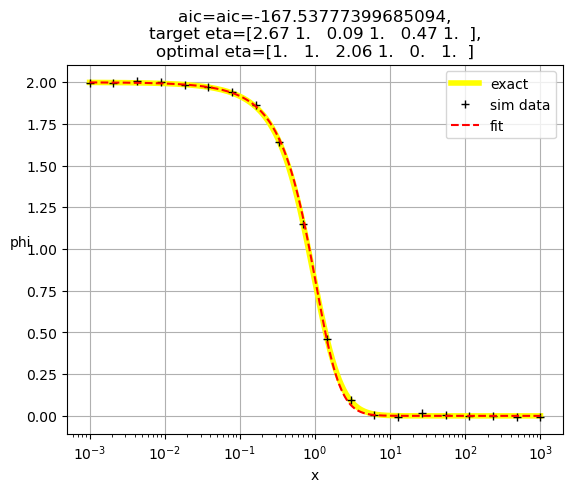 aic=aic=-167.53777399685094,
target eta=[2.67 1.   0.09 1.   0.47 1.  ],
optimal eta=[1.   1.   2.06 1.   0.   1.  ]
exact
sim data
fit
2.00
1.75
1.50
1.25
1.00
0.75
0.50
0.25
0.00
phi
10⁻³
10⁻²
10⁻¹
10⁰
10¹
10²
10³
x